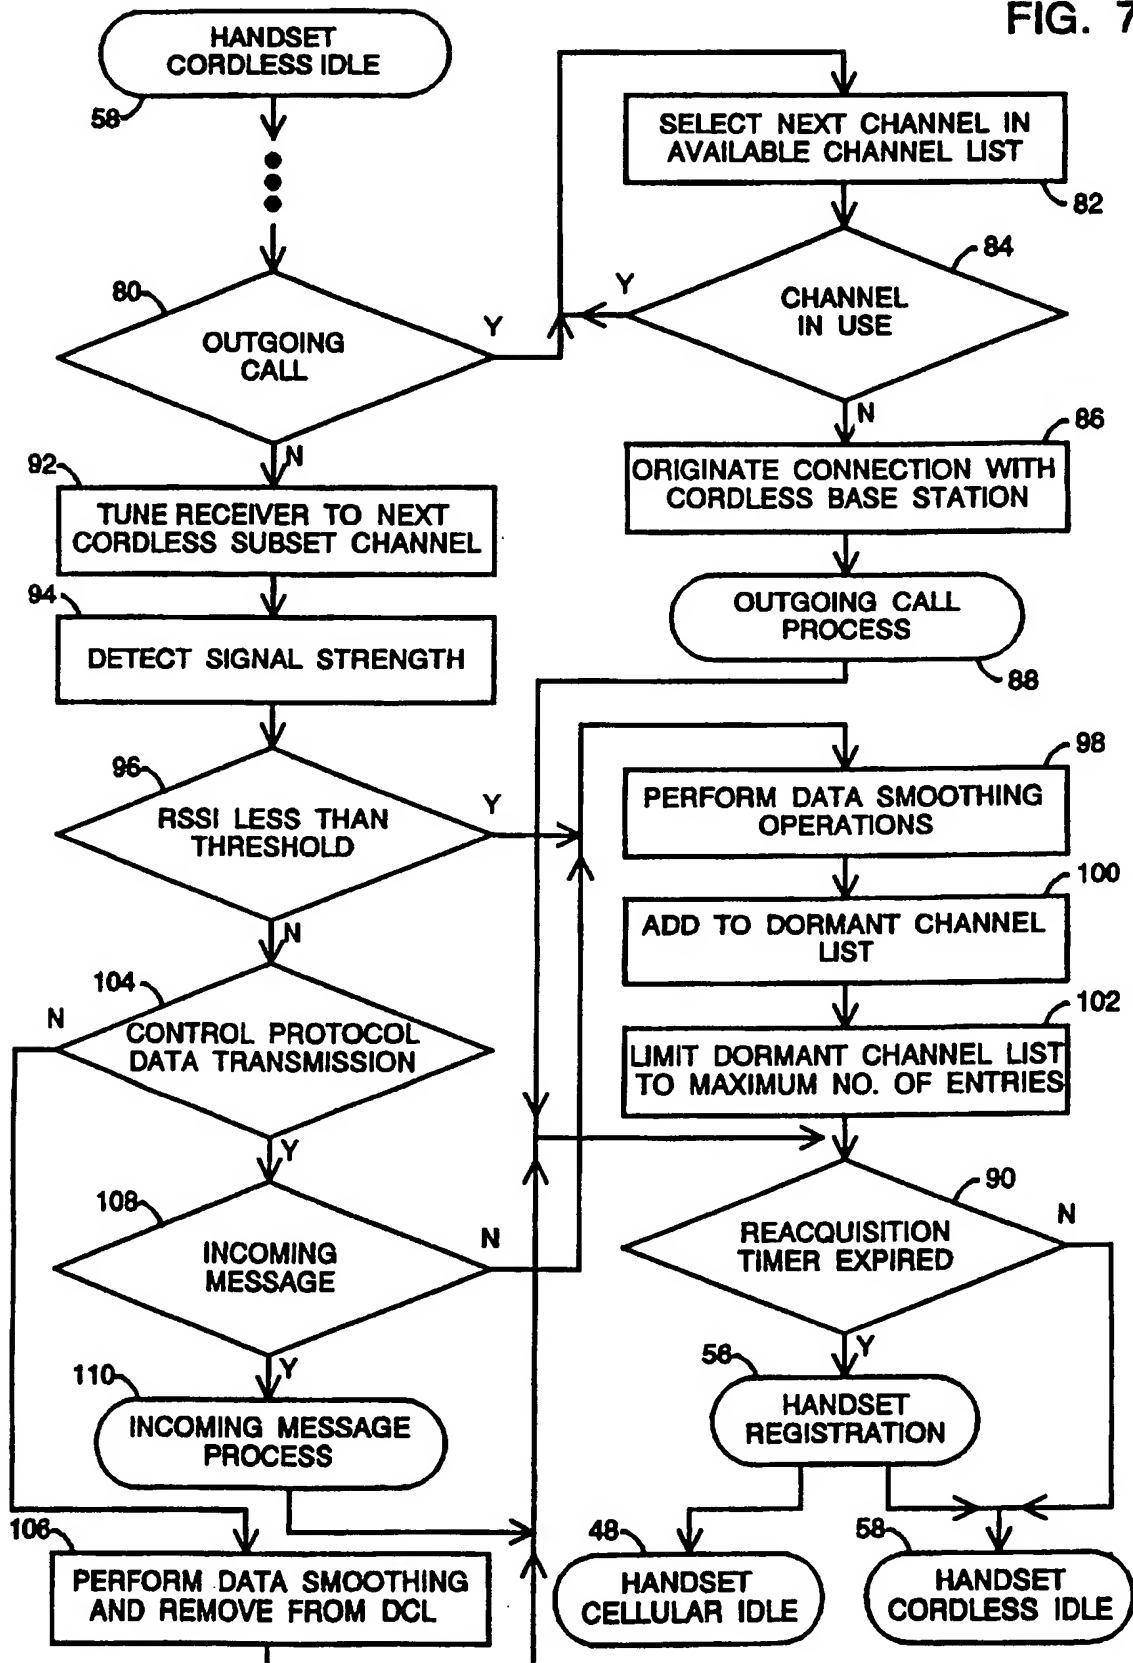 FIG. 7
HANDSET
CORDLESS IDLE
58
80
OUTGOING
CALL
Y
N
92
TUNE RECEIVER TO NEXT
CORDLESS SUBSET CHANNEL
94
DETECT SIGNAL STRENGTH
96
RSSI LESS THAN
THRESHOLD
Y
N
104
N
CONTROL PROTOCOL
DATA TRANSMISSION
Y
108
INCOMING
MESSAGE
N
Y
110
INCOMING MESSAGE
PROCESS
106
PERFORM DATA SMOOTHING
AND REMOVE FROM DCL
SELECT NEXT CHANNEL IN
AVAILABLE CHANNEL LIST
82
84
Y
CHANNEL
IN USE
N
86
ORIGINATE CONNECTION WITH
CORDLESS BASE STATION
OUTGOING CALL
PROCESS
88
98
PERFORM DATA SMOOTHING
OPERATIONS
100
ADD TO DORMANT CHANNEL
LIST
102
LIMIT DORMANT CHANNEL LIST
TO MAXIMUM NO. OF ENTRIES
90
REACQUISITION
TIMER EXPIRED
N
Y
56
HANDSET
REGISTRATION
48
HANDSET
CELLULAR IDLE
58
HANDSET
CORDLESS IDLE